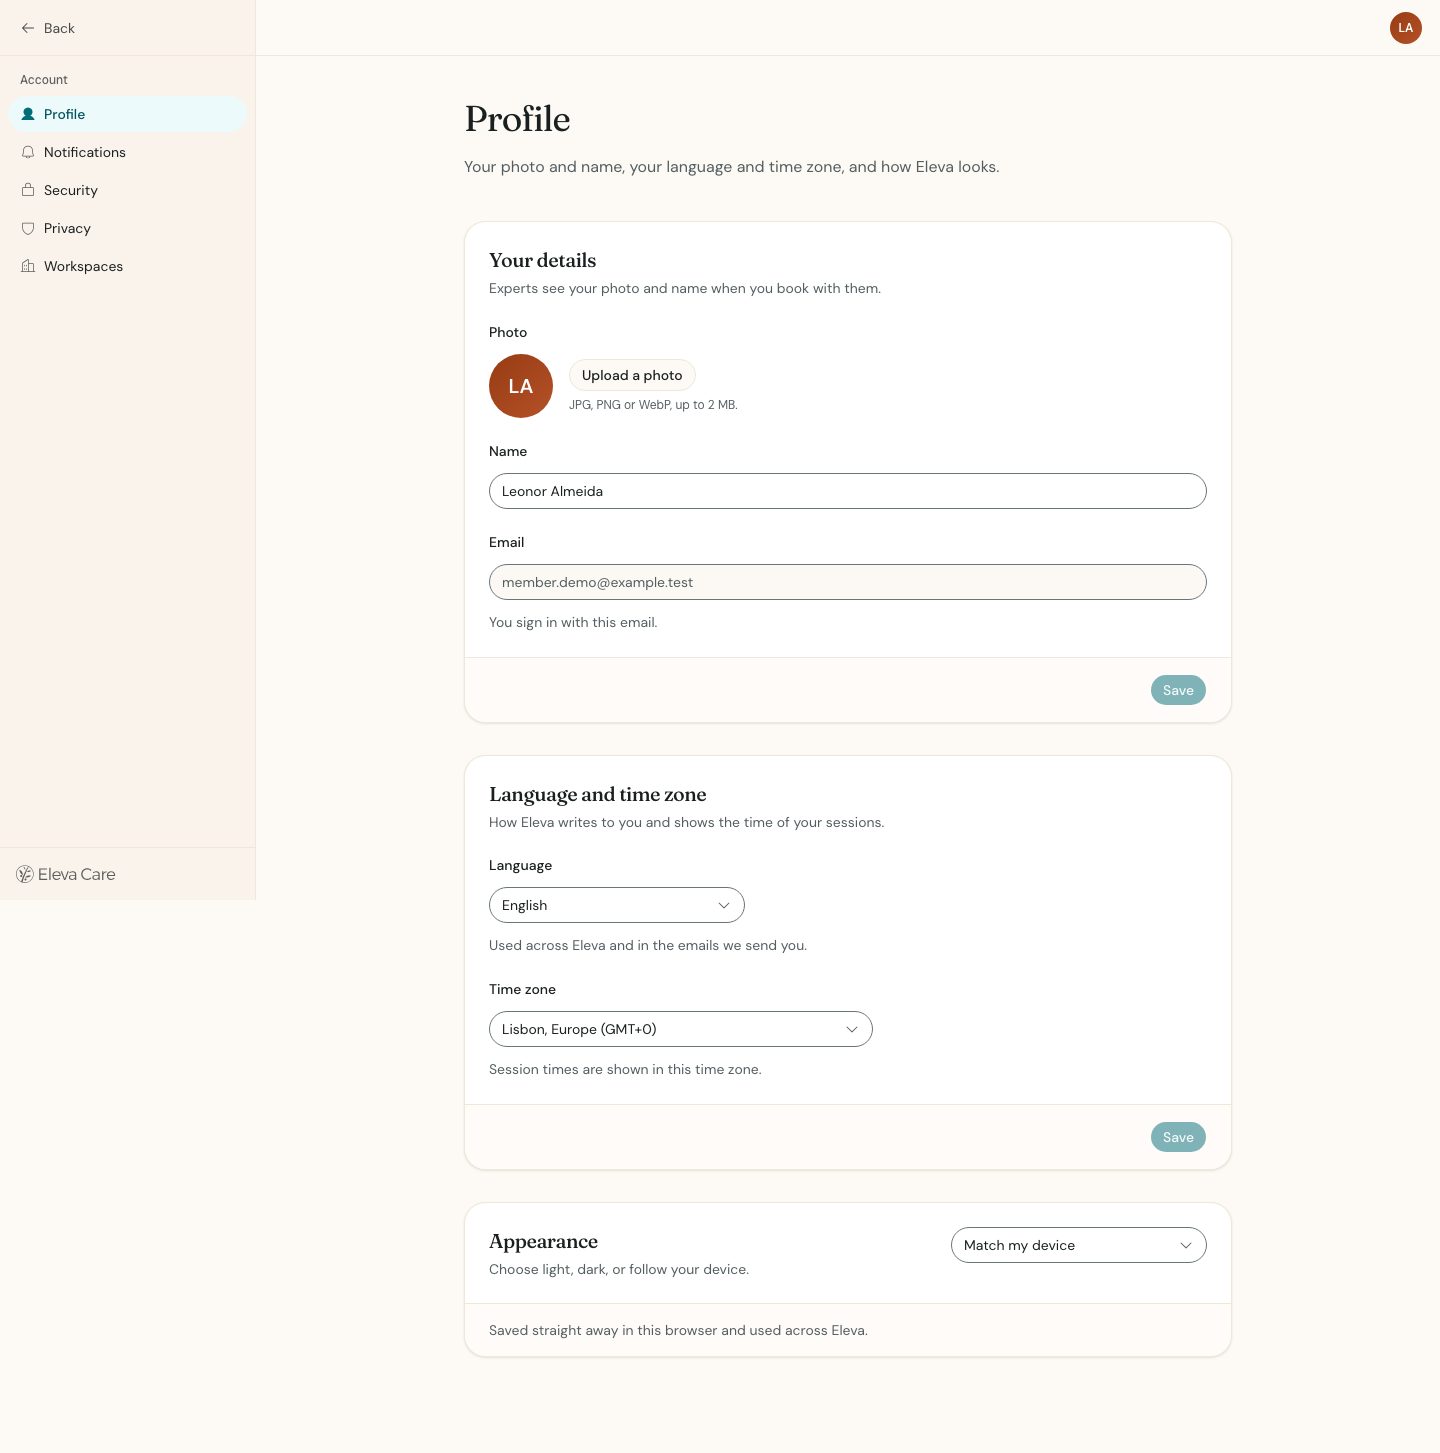 Back
LA
Account
Profile
Notifications
Security
Privacy
Workspaces
Eleva Care
Profile
Your photo and name, your language and time zone, and how Eleva looks.
Your details
Experts see your photo and name when you book with them.
Photo
LA
Upload a photo
JPG, PNG or WebP, up to 2 MB.
Name
Leonor Almeida
Email
member.demo@example.test
You sign in with this email.
Save
Language and time zone
How Eleva writes to you and shows the time of your sessions.
Language
English
Used across Eleva and in the emails we send you.
Time zone
Lisbon, Europe (GMT+0)
Session times are shown in this time zone.
Save
Appearance
Match my device
Choose light, dark, or follow your device.
Saved straight away in this browser and used across Eleva.